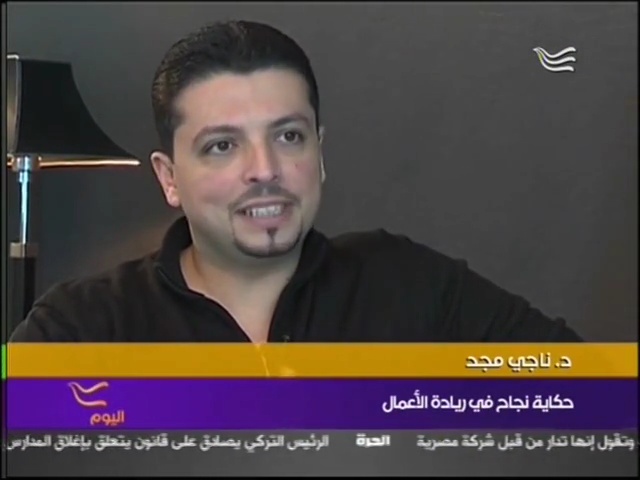 د. ناجي مجد
حكاية نجاح في ريادة الأعمال
اليوم
وتقول إنها تدار من قبل شركة مصرية الحرة الرئيس التركي يصادق على قانون يتعلق بإغلاق المدارس